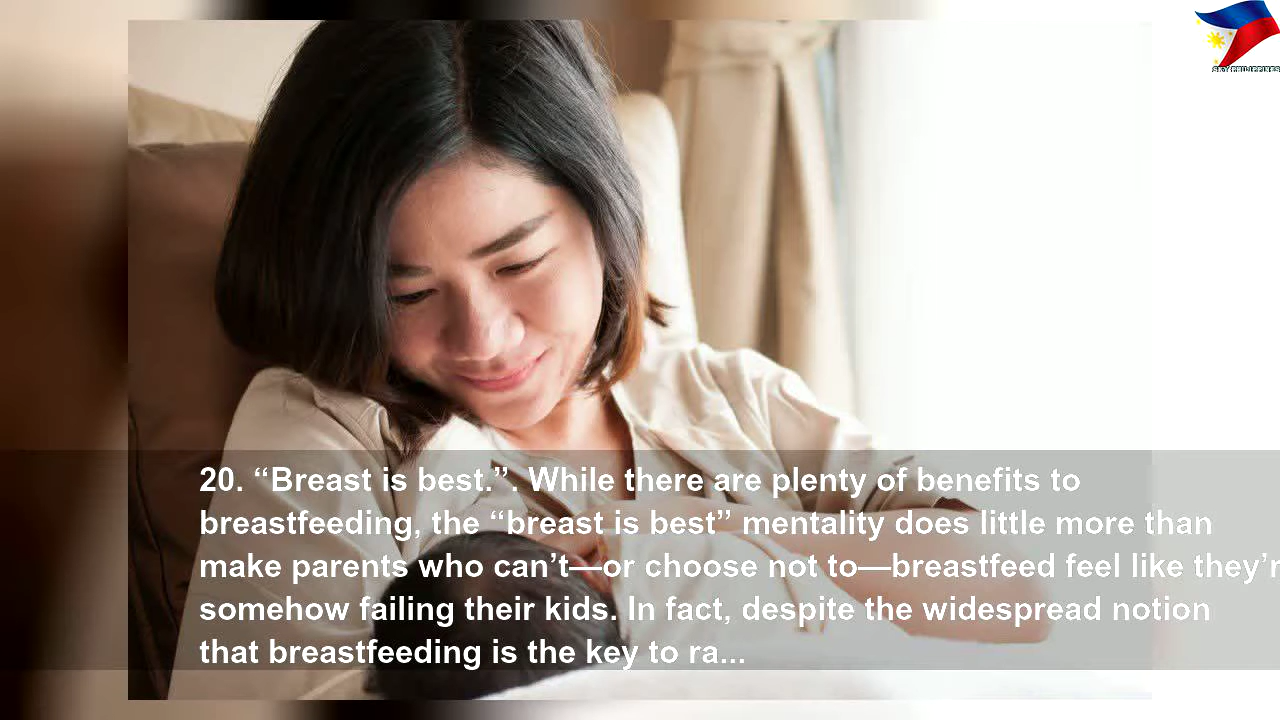 SKY PHILIPPINES
20. “Breast is best.”. While there are plenty of benefits to
breastfeeding, the “breast is best” mentality does little more than
make parents who can’t—or choose not to—breastfeed feel like they’r
somehow failing their kids. In fact, despite the widespread notion
that breastfeeding is the key to ra...